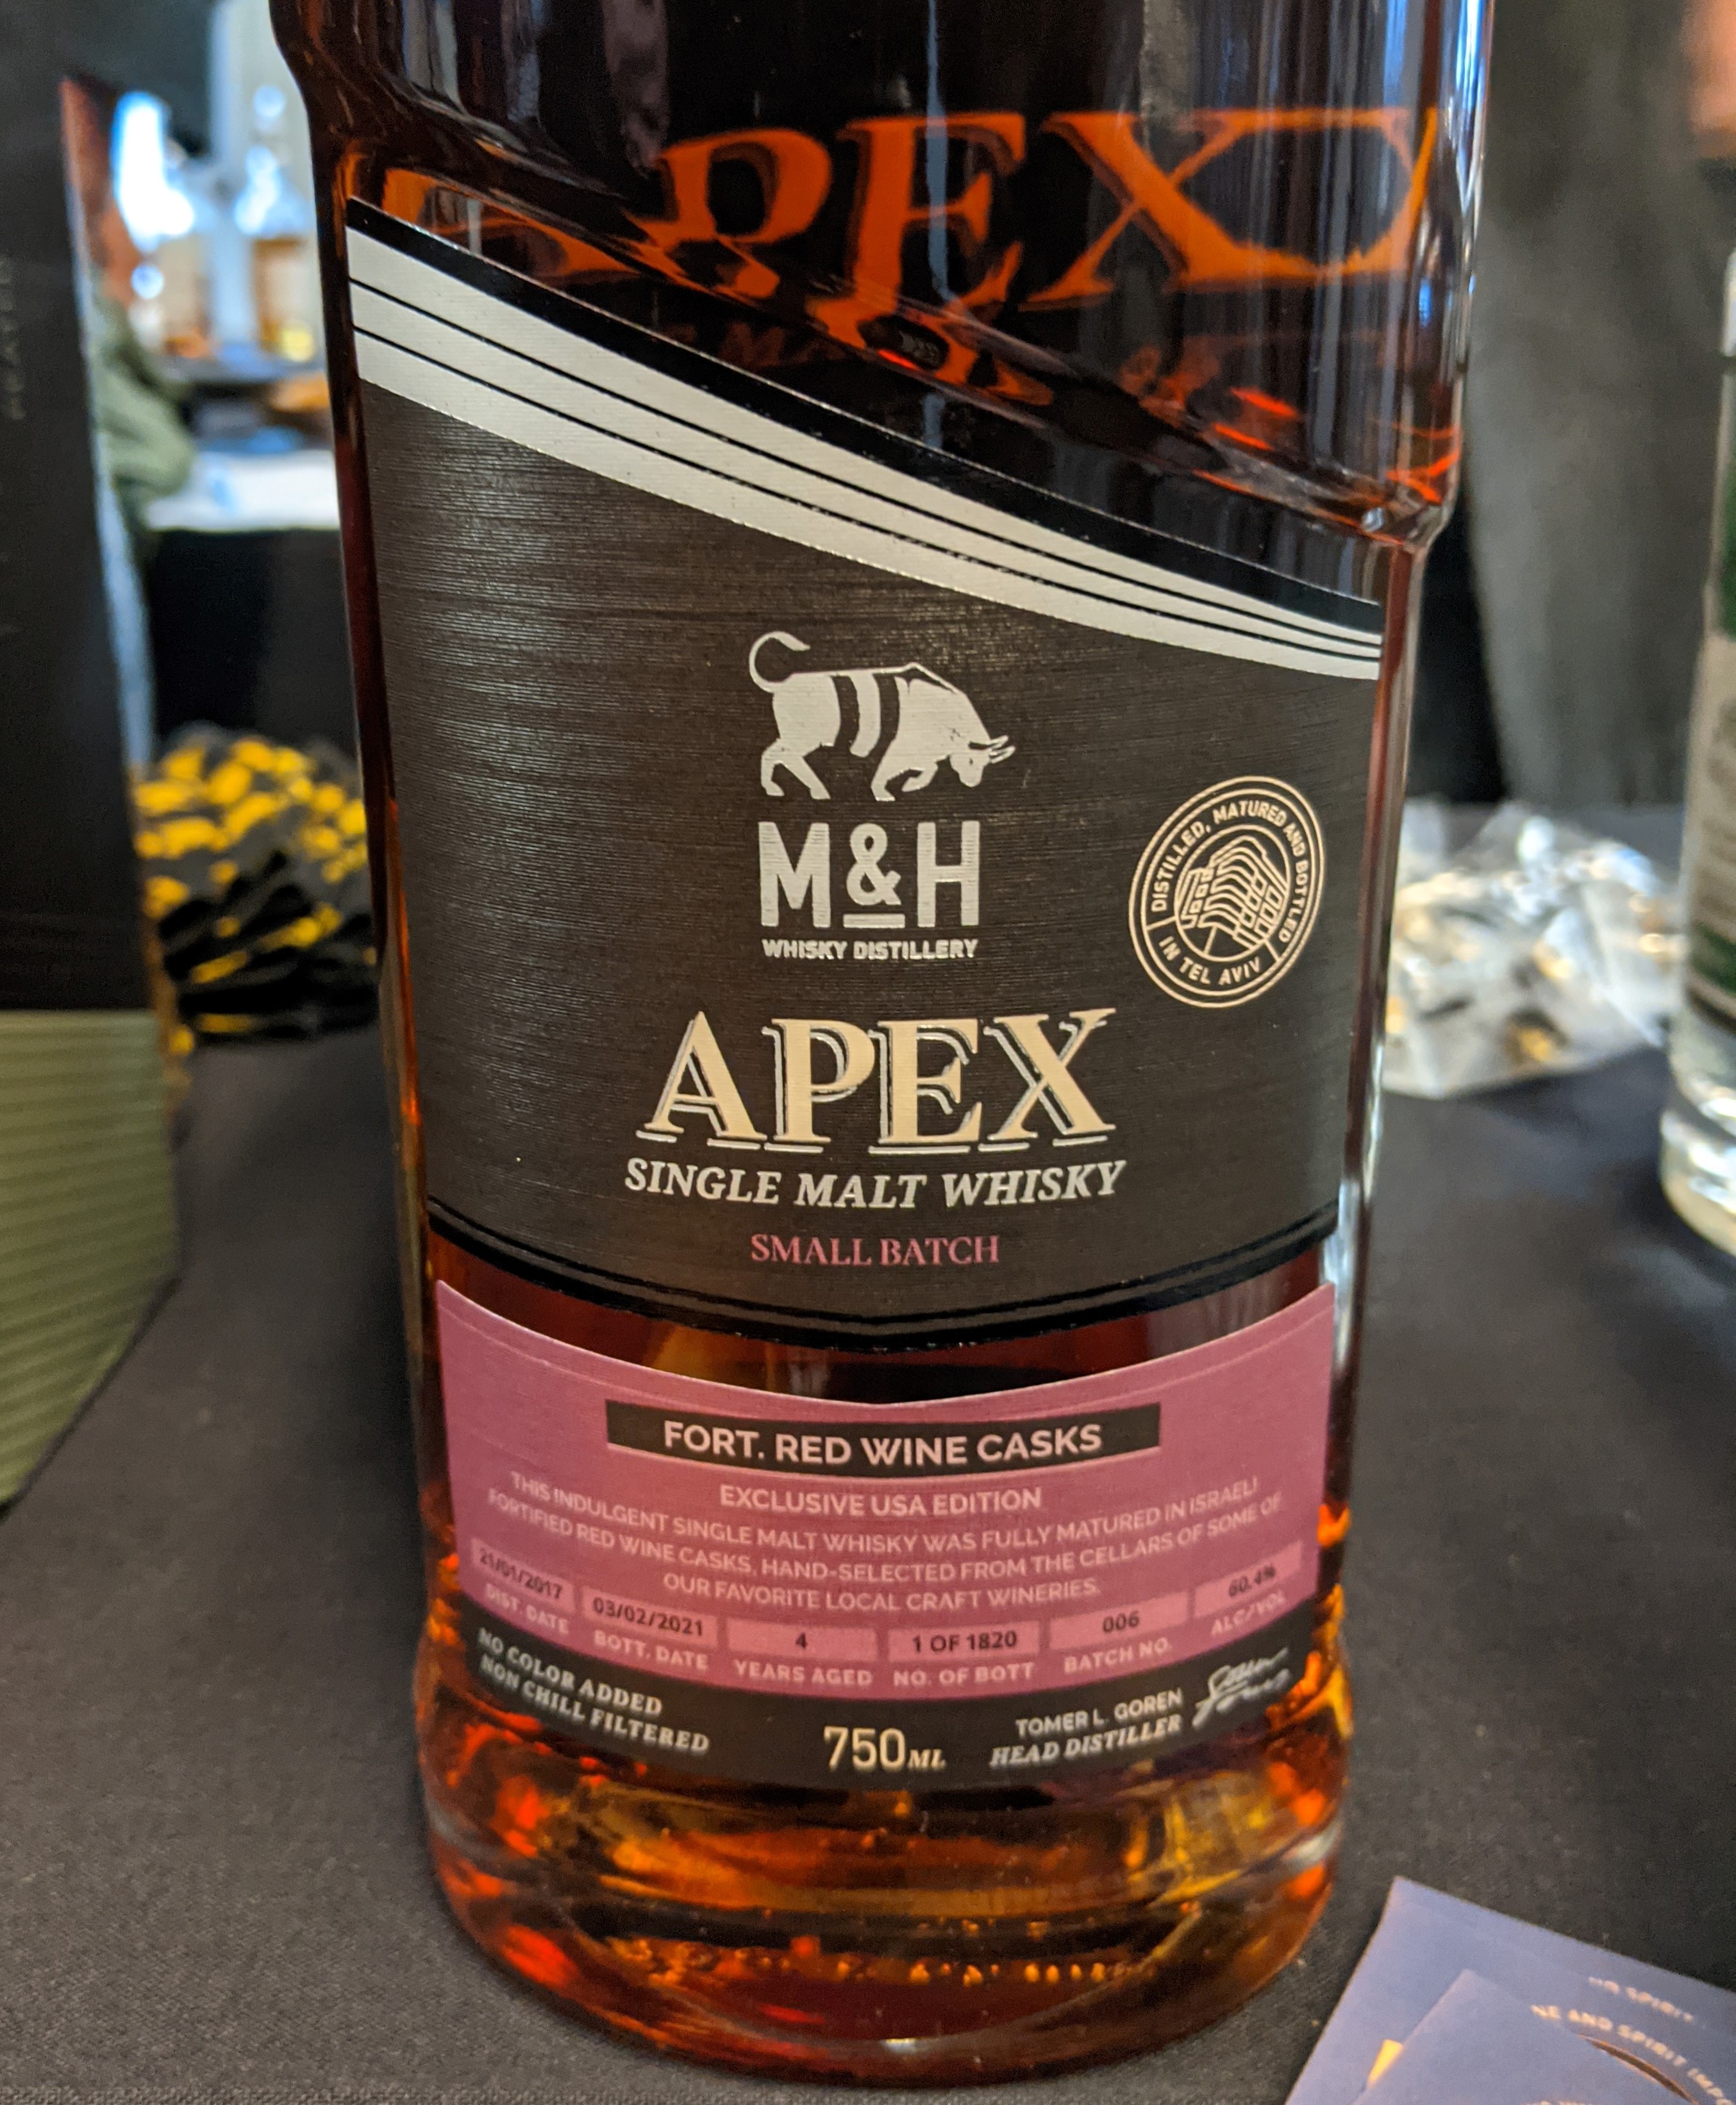 APEX
M&H
WHISKY DISTILLERY
DISTILLED, MATURED AND BOTTLED
IN TEL AVIV
APEX
SINGLE MALT WHISKY
SMALL BATCH
FORT. RED WINE CASKS
EXCLUSIVE USA EDITION
THIS INDULGENT SINGLE MALT WHISKY WAS FULLY MATURED IN ISRAELI
FORTIFIED RED WINE CASKS, HAND-SELECTED FROM THE CELLARS OF SOME OF
OUR FAVORITE LOCAL CRAFT WINERIES.
21/01/2017 03/02/2021 4 1 OF 1820 006 60.4%
DIST. DATE BOTT. DATE YEARS AGED NO. OF BOTT BATCH NO. ALC/VOL
NO COLOR ADDED
NON CHILL FILTERED
750ML
TOMER L. GOREN
HEAD DISTILLER
SPIRIT
AND SPIRIT